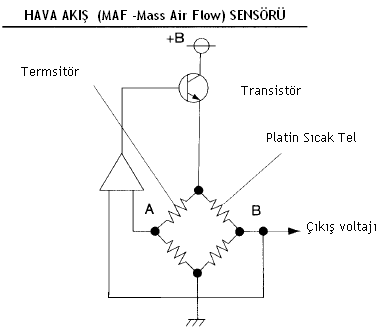 HAVA AKIŞ (MAF -Mass Air Flow) SENSÖRÜ
+B
Termsitör
Transistör
Platin Sıcak Tel
A
B
Çıkış voltajı